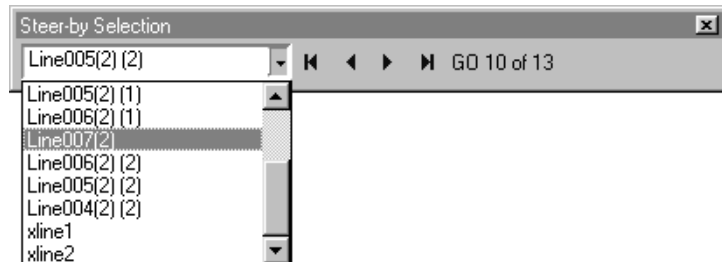 Steer-by Selection
Line005(2) (2) GO 10 of 13
Line005(2) (1)
Line006(2) (1)
Line007(2)
Line006(2) (2)
Line005(2) (2)
Line004(2) (2)
xline1
xline2